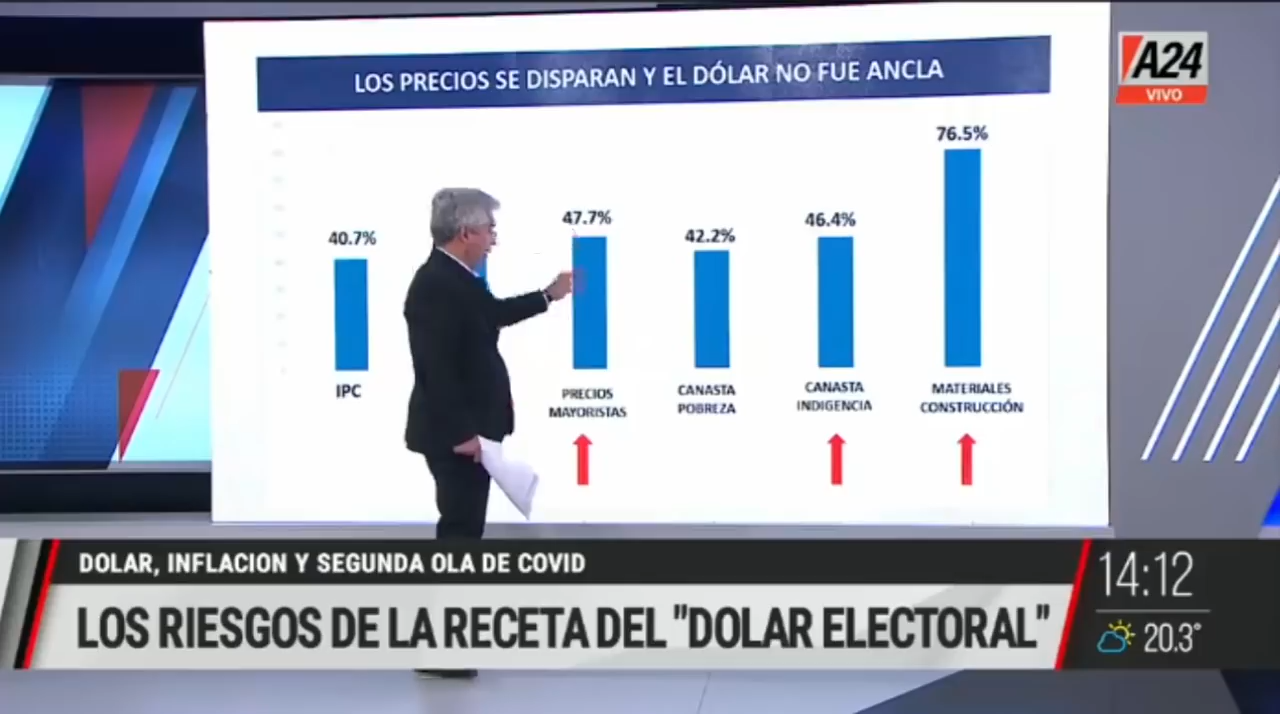 LOS PRECIOS SE DISPARAN Y EL DÓLAR NO FUE ANCLA
A24
VIVO
40.7%
47.7%
42.2%
46.4%
76.5%
IPC
PRECIOS
MAYORISTAS
CANASTA
POBREZA
CANASTA
INDIGENCIA
MATERIALES
CONSTRUCCIÓN
DOLAR, INFLACION Y SEGUNDA OLA DE COVID
LOS RIESGOS DE LA RECETA DEL "DOLAR ELECTORAL"
14:12
20.3°